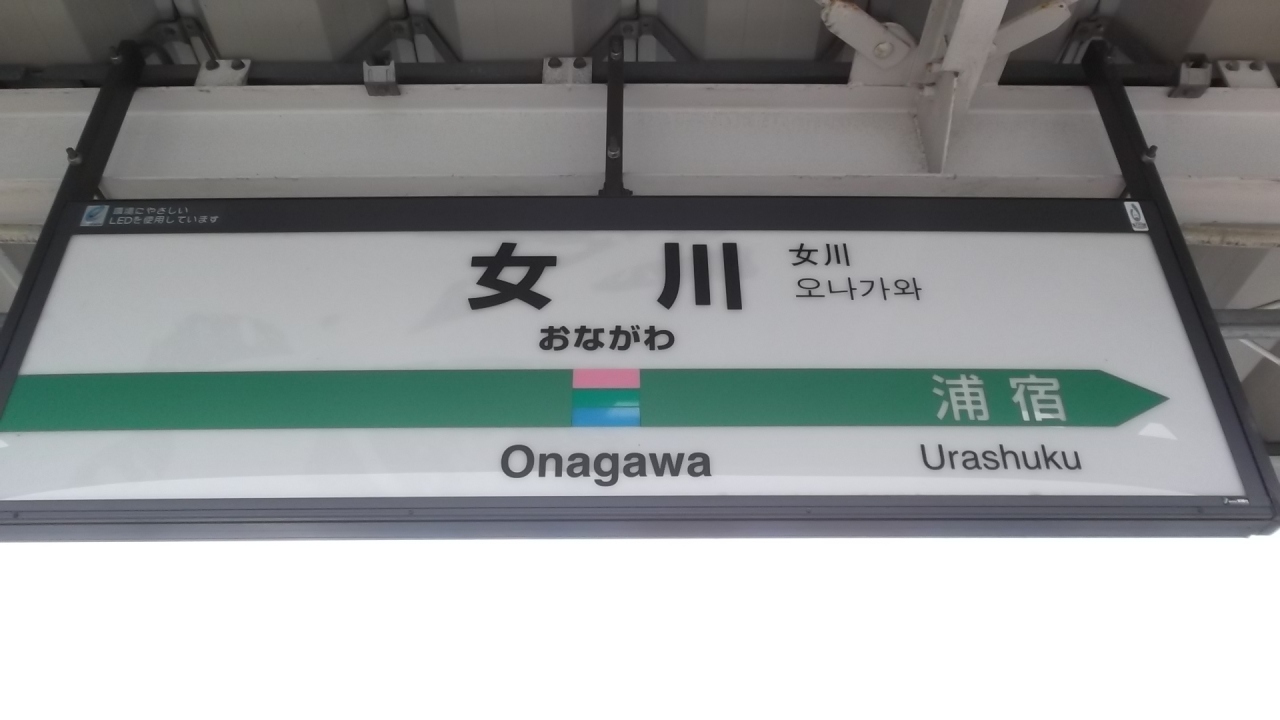 環境にやさしい
LEDを使用しています
女川
女川
오나가와
おながわ
浦宿
Onagawa
Urashuku